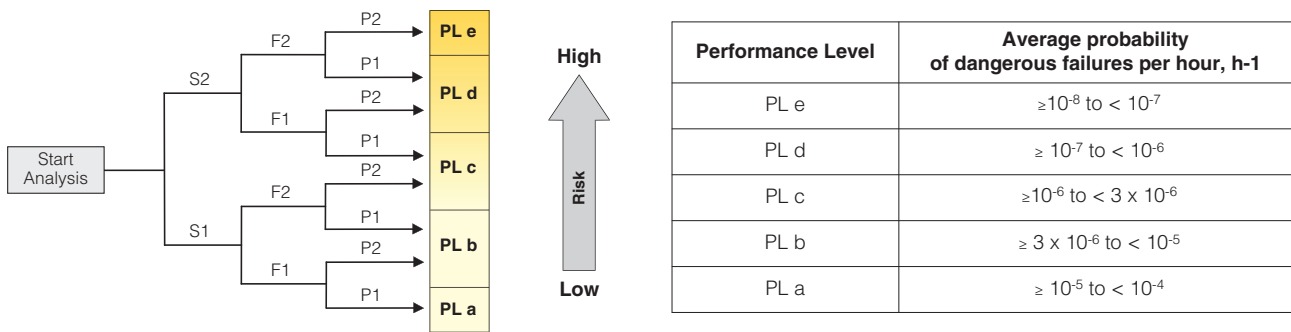 P2
F2
PL e
P1
S2
P2
PL d
F1
P1
Start
Analysis
P2
PL c
F2
P1
S1
P2
PL b
F1
P1
PL a
High
Risk
Low
Performance Level
Average probability
of dangerous failures per hour, h-1
PL e
≥10⁻⁸ to < 10⁻⁷
PL d
≥ 10⁻⁷ to < 10⁻⁶
PL c
≥10⁻⁶ to < 3 x 10⁻⁶
PL b
≥ 3 x 10⁻⁶ to < 10⁻⁵
PL a
≥ 10⁻⁵ to < 10⁻⁴